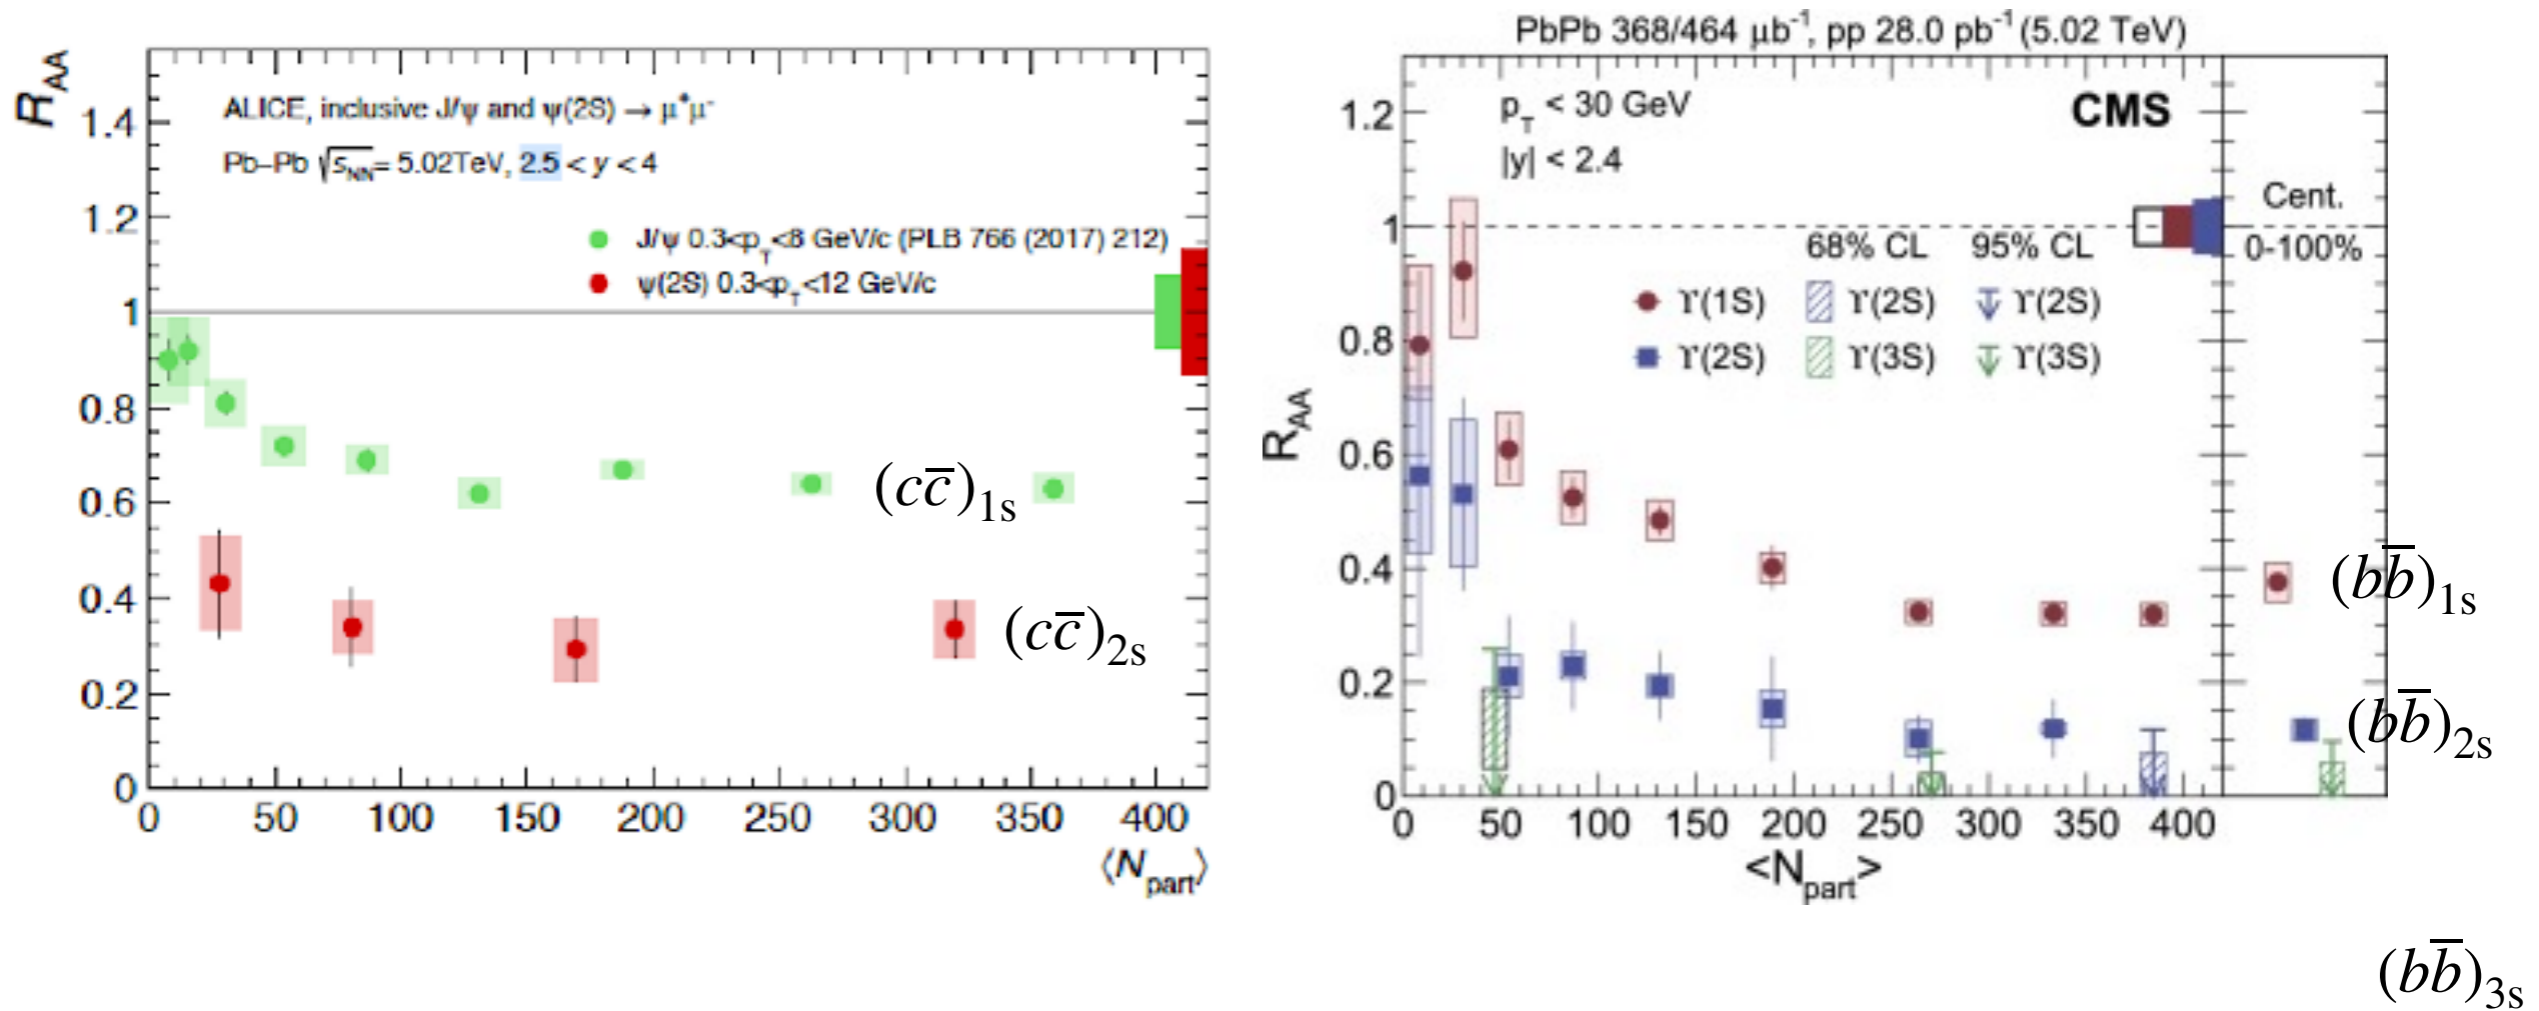 R_AA
1.4
1.2
1
0.8
0.6
0.4
0.2
0
ALICE, inclusive J/ψ and ψ(2S) → μ⁺μ⁻
Pb–Pb √s_NN = 5.02TeV, 2.5 < y < 4
J/ψ 0.3<p_T<8 GeV/c (PLB 766 (2017) 212)
ψ(2S) 0.3<p_T<12 GeV/c
(cc̅)_1s
(cc̅)_2s
0 50 100 150 200 250 300 350 400
⟨N_part⟩
PbPb 368/464 μb⁻¹, pp 28.0 pb⁻¹ (5.02 TeV)
R_AA
1.2
1
0.8
0.6
0.4
0.2
0
p_T < 30 GeV
|y| < 2.4
CMS
Cent.
0-100%
68% CL 95% CL
ϒ(1S) ϒ(2S) ϒ(2S)
ϒ(2S) ϒ(3S) ϒ(3S)
(bb̅)_1s
(bb̅)_2s
0 50 100 150 200 250 300 350 400
<N_part>
(bb̅)_3s